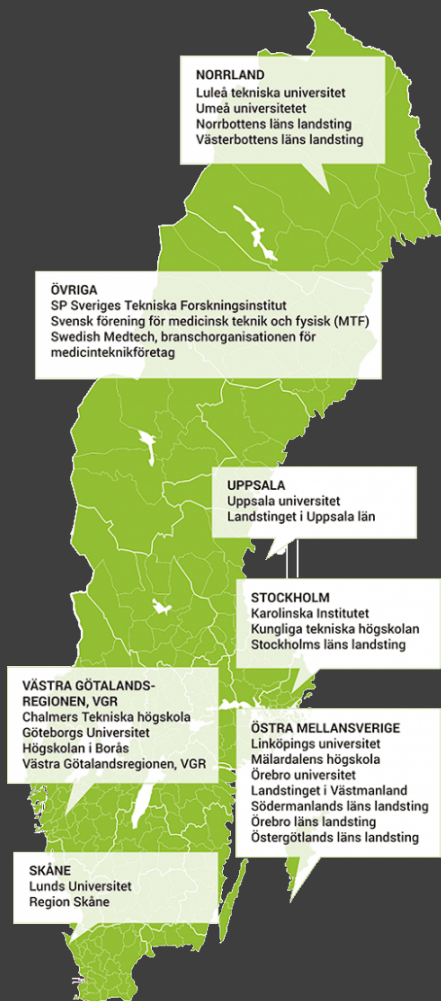 NORRLAND
Luleå tekniska universitet
Umeå universitetet
Norrbottens läns landsting
Västerbottens läns landsting
ÖVRIGA
SP Sveriges Tekniska Forskningsinstitut
Svensk förening för medicinsk teknik och fysisk (MTF)
Swedish Medtech, branschorganisationen för
medicinteknikföretag
UPPSALA
Uppsala universitet
Landstinget i Uppsala län
STOCKHOLM
Karolinska Institutet
Kungliga tekniska högskolan
Stockholms läns landsting
VÄSTRA GÖTALANDS-
REGIONEN, VGR
Chalmers Tekniska högskola
Göteborgs Universitet
Högskolan i Borås
Västra Götalandsregionen, VGR
ÖSTRA MELLANSVERIGE
Linköpings universitet
Mälardalens högskola
Örebro universitet
Landstinget i Västmanland
Södermanlands läns landsting
Örebro läns landsting
Östergötlands läns landsting
SKÅNE
Lunds Universitet
Region Skåne